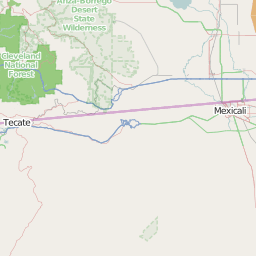 Anza-Borrego
Desert
State
Wilderness
Cleveland
National
Forest
Mexicali
Tecate